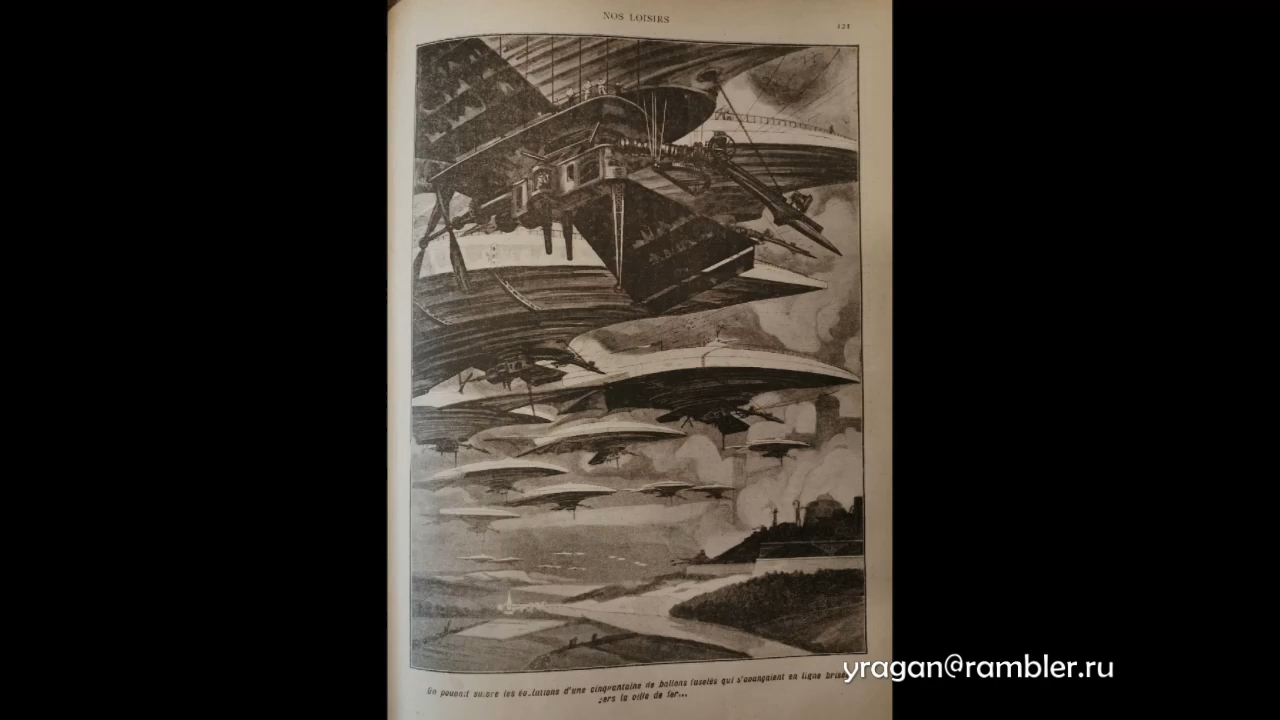 NOS LOISIRS
121
On pouvait suivre les évolutions d'une cinquantaine de ballons fuselés qui s'avançaient en ligne brisée
vers la ville de fer...
yragan@rambler.ru